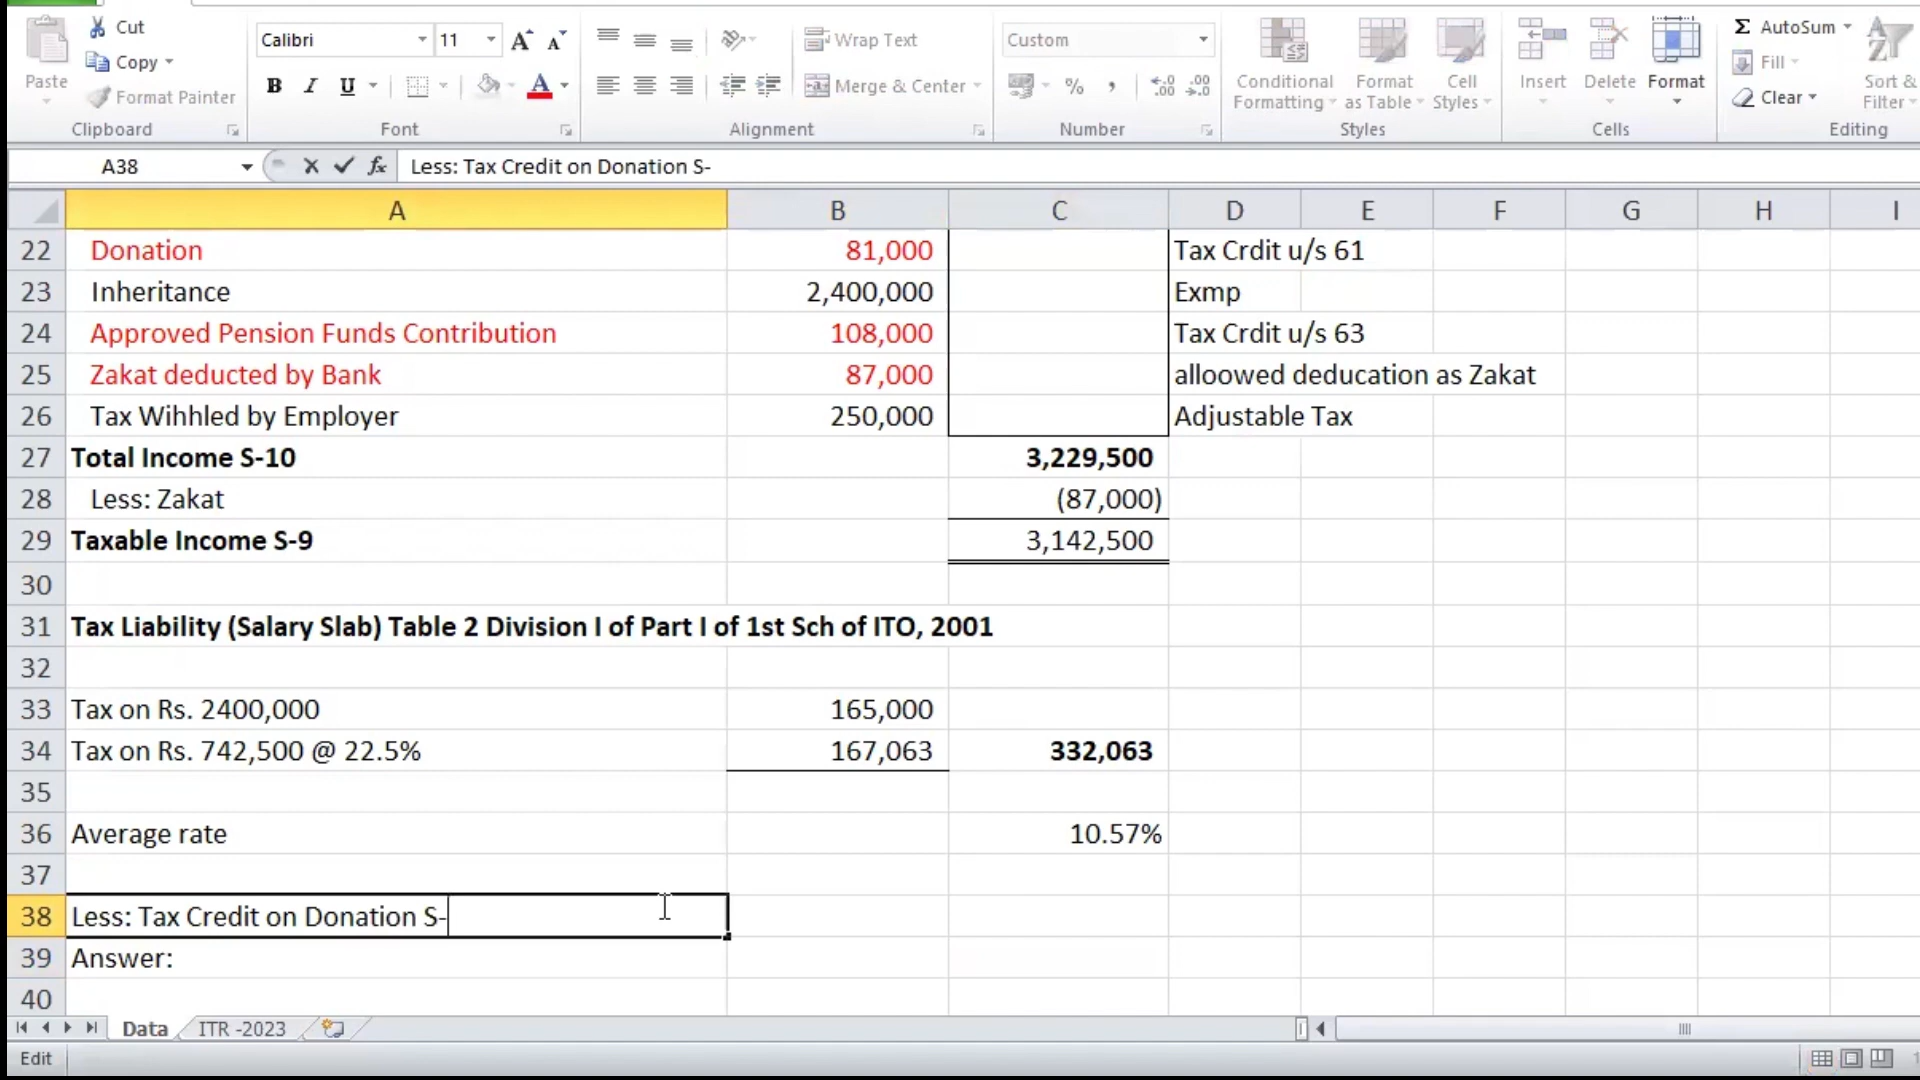 Cut
Copy
Format Painter
Paste
Clipboard
Calibri 11 A A
B I U A
Font
Wrap Text
Merge & Center
Alignment
Custom
% , .0 .00 .00 .0
Number
Conditional Formatting
Format as Table
Cell Styles
Styles
Insert
Delete
Format
Cells
Σ AutoSum
Fill
Clear
Sort &
Filter
Editing
A38 fx Less: Tax Credit on Donation S-
A B C D E F G H I
22 Donation 81,000 Tax Crdit u/s 61
23 Inheritance 2,400,000 Exmp
24 Approved Pension Funds Contribution 108,000 Tax Crdit u/s 63
25 Zakat deducted by Bank 87,000 alloowed deducation as Zakat
26 Tax Wihhled by Employer 250,000 Adjustable Tax
27 Total Income S-10 3,229,500
28 Less: Zakat (87,000)
29 Taxable Income S-9 3,142,500
30
31 Tax Liability (Salary Slab) Table 2 Division I of Part I of 1st Sch of ITO, 2001
32
33 Tax on Rs. 2400,000 165,000
34 Tax on Rs. 742,500 @ 22.5% 167,063 332,063
35
36 Average rate 10.57%
37
38 Less: Tax Credit on Donation S-
39 Answer:
40
Data ITR -2023
Edit